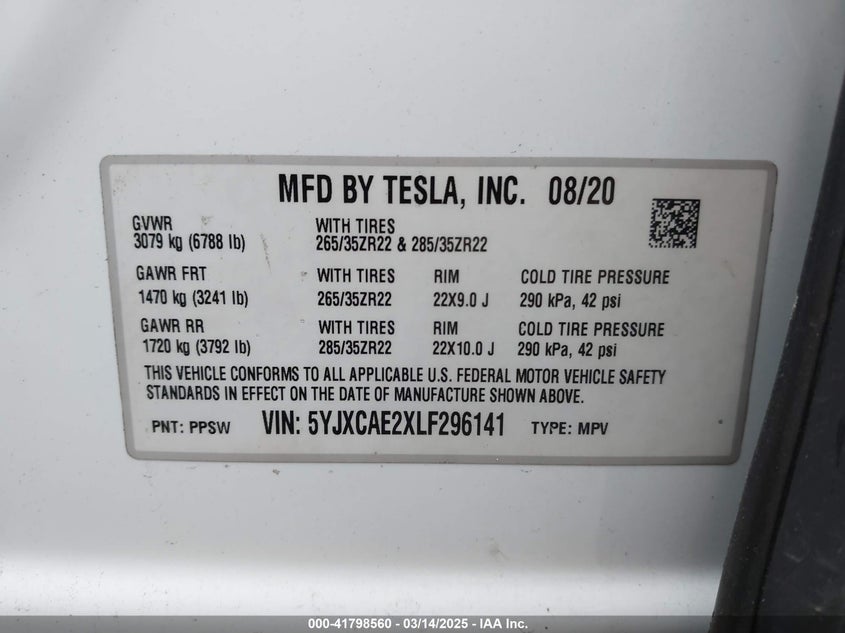 MFD BY TESLA, INC. 08/20
GVWR WITH TIRES
3079 kg (6788 lb) 265/35ZR22 & 285/35ZR22
GAWR FRT WITH TIRES RIM COLD TIRE PRESSURE
1470 kg (3241 lb) 265/35ZR22 22X9.0 J 290 kPa, 42 psi
GAWR RR WITH TIRES RIM COLD TIRE PRESSURE
1720 kg (3792 lb) 285/35ZR22 22X10.0 J 290 kPa, 42 psi
THIS VEHICLE CONFORMS TO ALL APPLICABLE U.S. FEDERAL MOTOR VEHICLE SAFETY
STANDARDS IN EFFECT ON THE DATE OF MANUFACTURE SHOWN ABOVE.
PNT: PPSW VIN: 5YJXCAE2XLF296141 TYPE: MPV
000-41798560 - 03/14/2025 - IAA Inc.